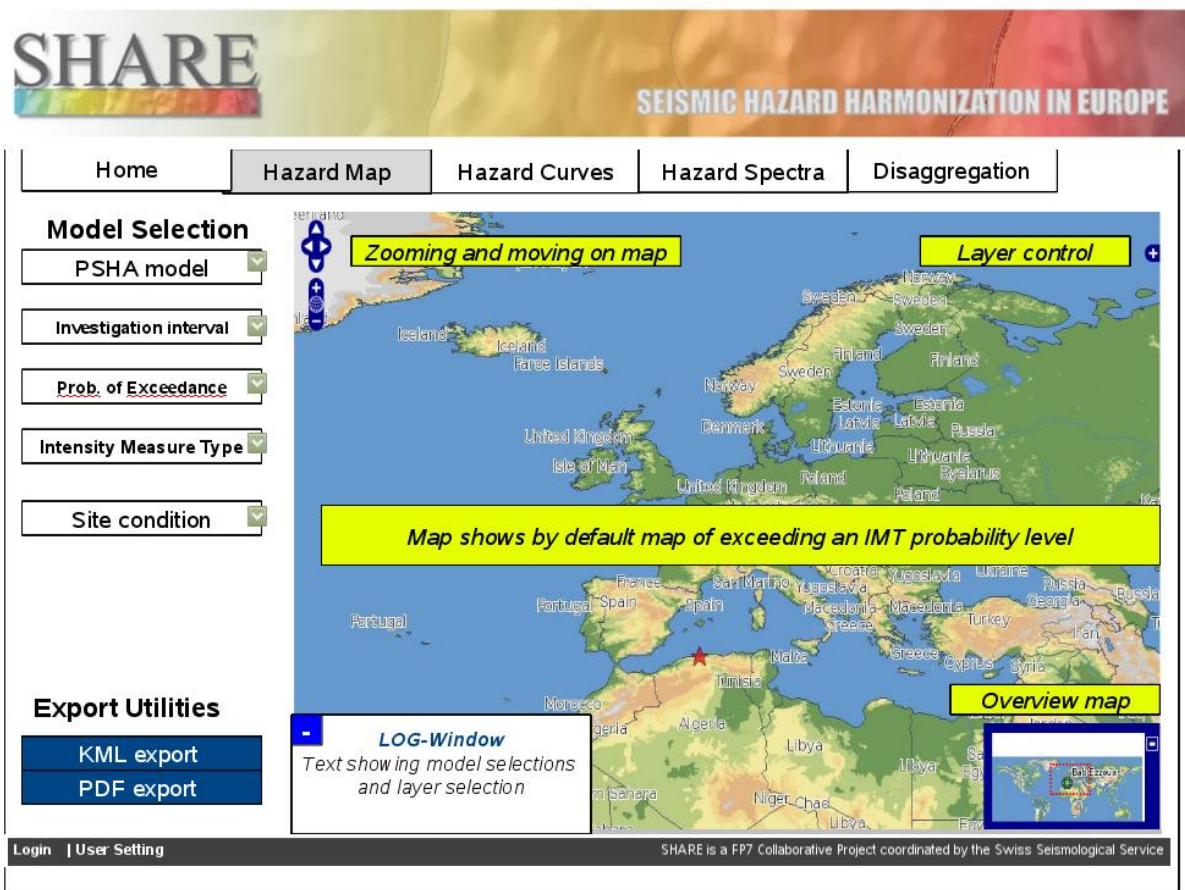 SHARE
SEISMIC HAZARD HARMONIZATION IN EUROPE
Home
Hazard Map
Hazard Curves
Hazard Spectra
Disaggregation
Model Selection
PSHA model
Investigation interval
Prob. of Exceedance
Intensity Measure Type
Site condition
Export Utilities
KML export
PDF export
Zooming and moving on map
Layer control
Norway
Sweden
Sweden
Sweden
Iceland
Iceland
Faroe Islands
Finland
Finland
Sweden
Norway
Estonia
Estonia
Denmark
Latvia
Latvia
Russia
United Kingdom
Lithuania
Lithuania
Isle of Man
Byelarus
United Kingdom
Poland
Poland
Map shows by default map of exceeding an IMT probability level
Croatia
Yugoslavia
Ukraine
France
San Marino
Yugoslavia
Russia
Russia
Georgia
Portugal
Spain
Spain
Macedonia
Macedonia
Portugal
Greece
Turkey
Iran
Malta
Greece
Cyprus
Syria
Tunisia
Morocco
Overview map
Algeria
Libya
Libya
Niger
Chad
Libya
Bab Ezzouar
-
LOG-Window
Text showing model selections
and layer selection
Login | User Setting
SHARE is a FP7 Collaborative Project coordinated by the Swiss Seismological Service